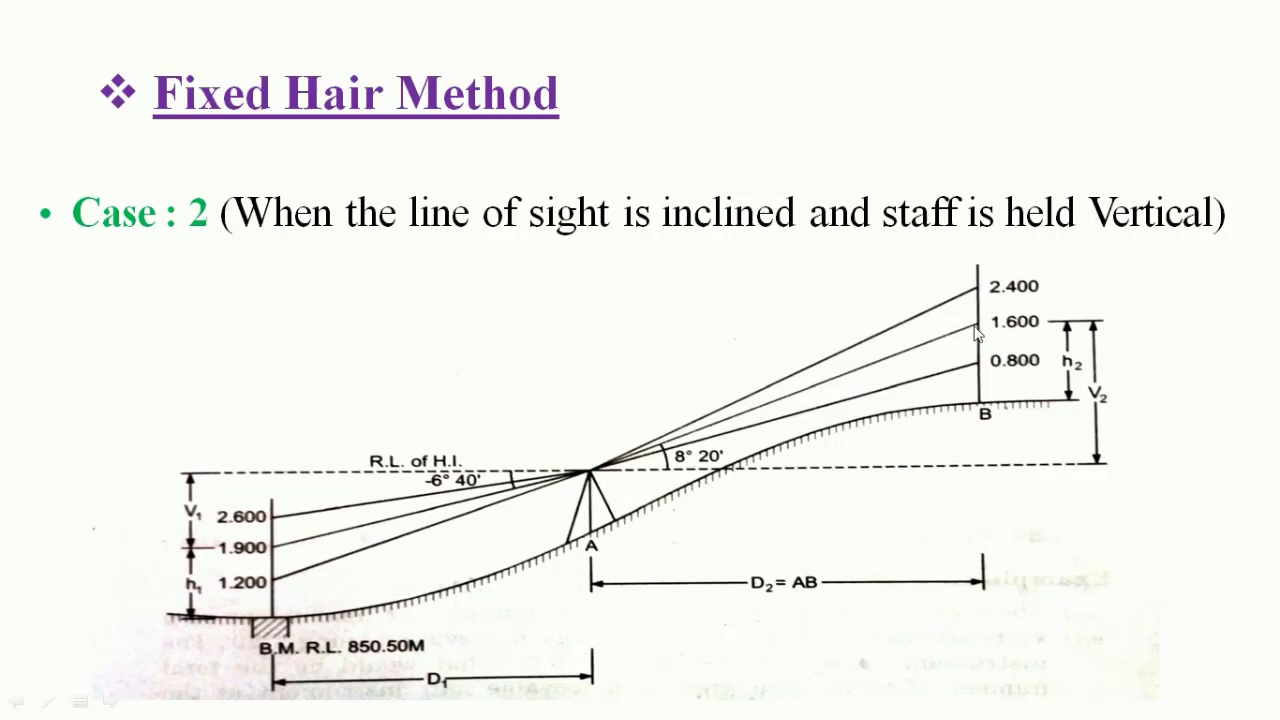 ❖ Fixed Hair Method
• Case : 2 (When the line of sight is inclined and staff is held Vertical)
2.400
1.600
0.800
h₂
V₂
B
8° 20'
R.L. of H.I.
-6° 40'
V₁
2.600
1.900
h₁
1.200
A
D₂ = AB
B.M. R.L. 850.50M
D₁